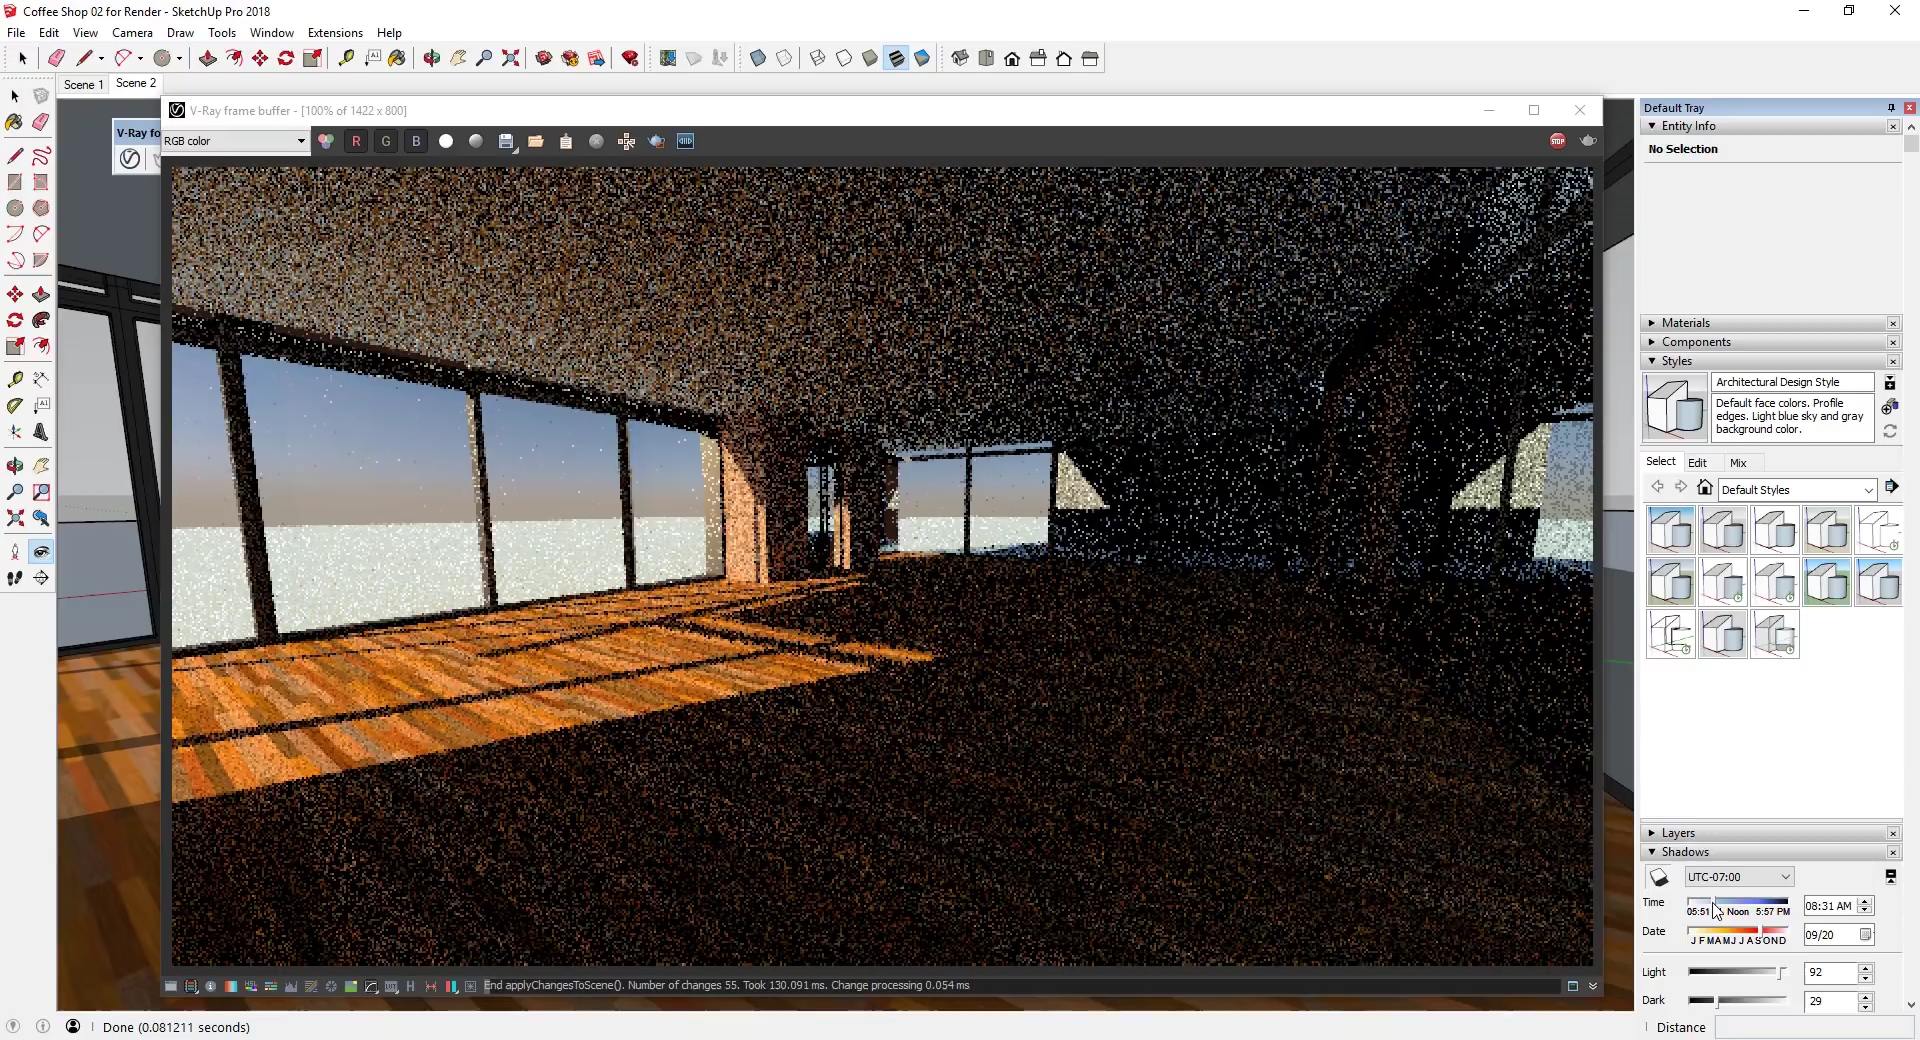 Coffee Shop 02 for Render - SketchUp Pro 2018
File Edit View Camera Draw Tools Window Extensions Help
Scene 1 Scene 2
V-Ray fo
V-Ray frame buffer - [100% of 1422 x 800]
RGB color R G B STOP
Default Tray
Entity Info
No Selection
Materials
Components
Styles
Architectural Design Style
Default face colors. Profile
edges. Light blue sky and gray
background color.
Select Edit Mix
Default Styles
Layers
Shadows
UTC-07:00
Time 08:31 AM
05:51 Noon 5:57 PM
Date 09/20
J F M A M J J A S O N D
Light 92
Dark 29
End applyChangesToScene(). Number of changes 55. Took 130.091 ms. Change processing 0.054 ms
Done (0.081211 seconds)
Distance